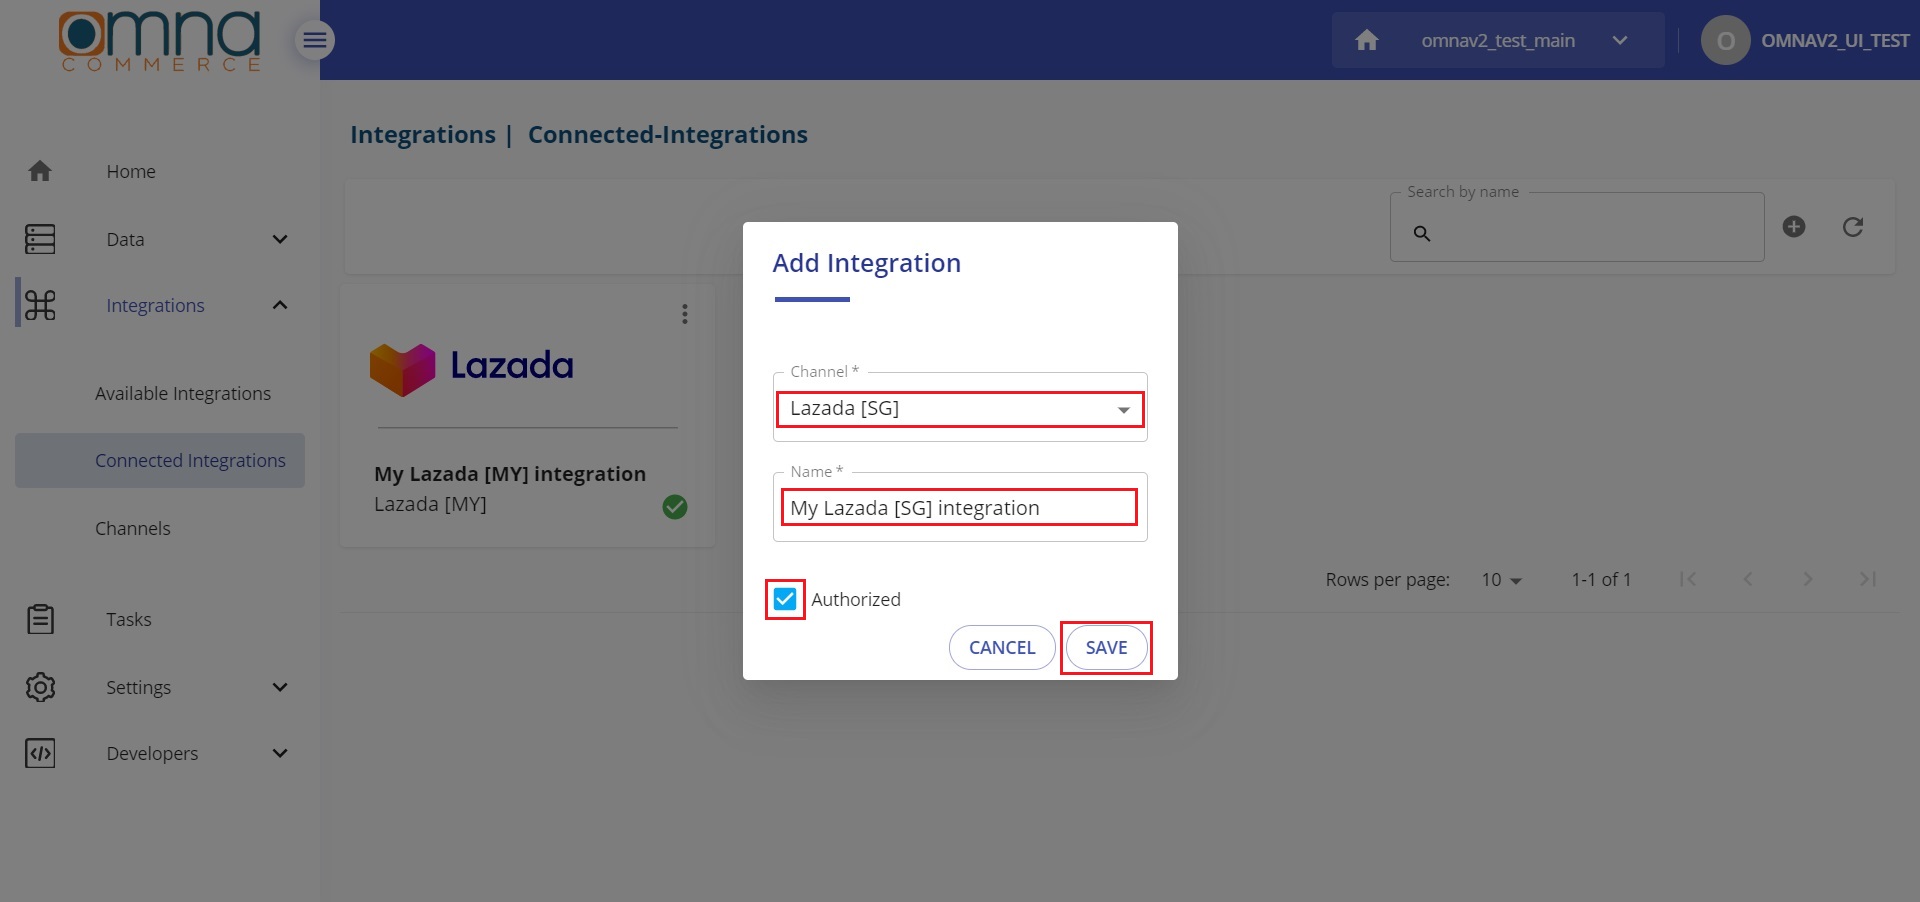 omna
COMMERCE
omnav2_test_main
O
OMNAV2_UI_TEST
Integrations | Connected-Integrations
Home
Data
Integrations
Available Integrations
Connected Integrations
Channels
Tasks
Settings
Developers
Search by name
Lazada
My Lazada [MY] integration
Lazada [MY]
Add Integration
Channel *
Lazada [SG]
Name *
My Lazada [SG] integration
Authorized
CANCEL
SAVE
Rows per page: 10 1-1 of 1